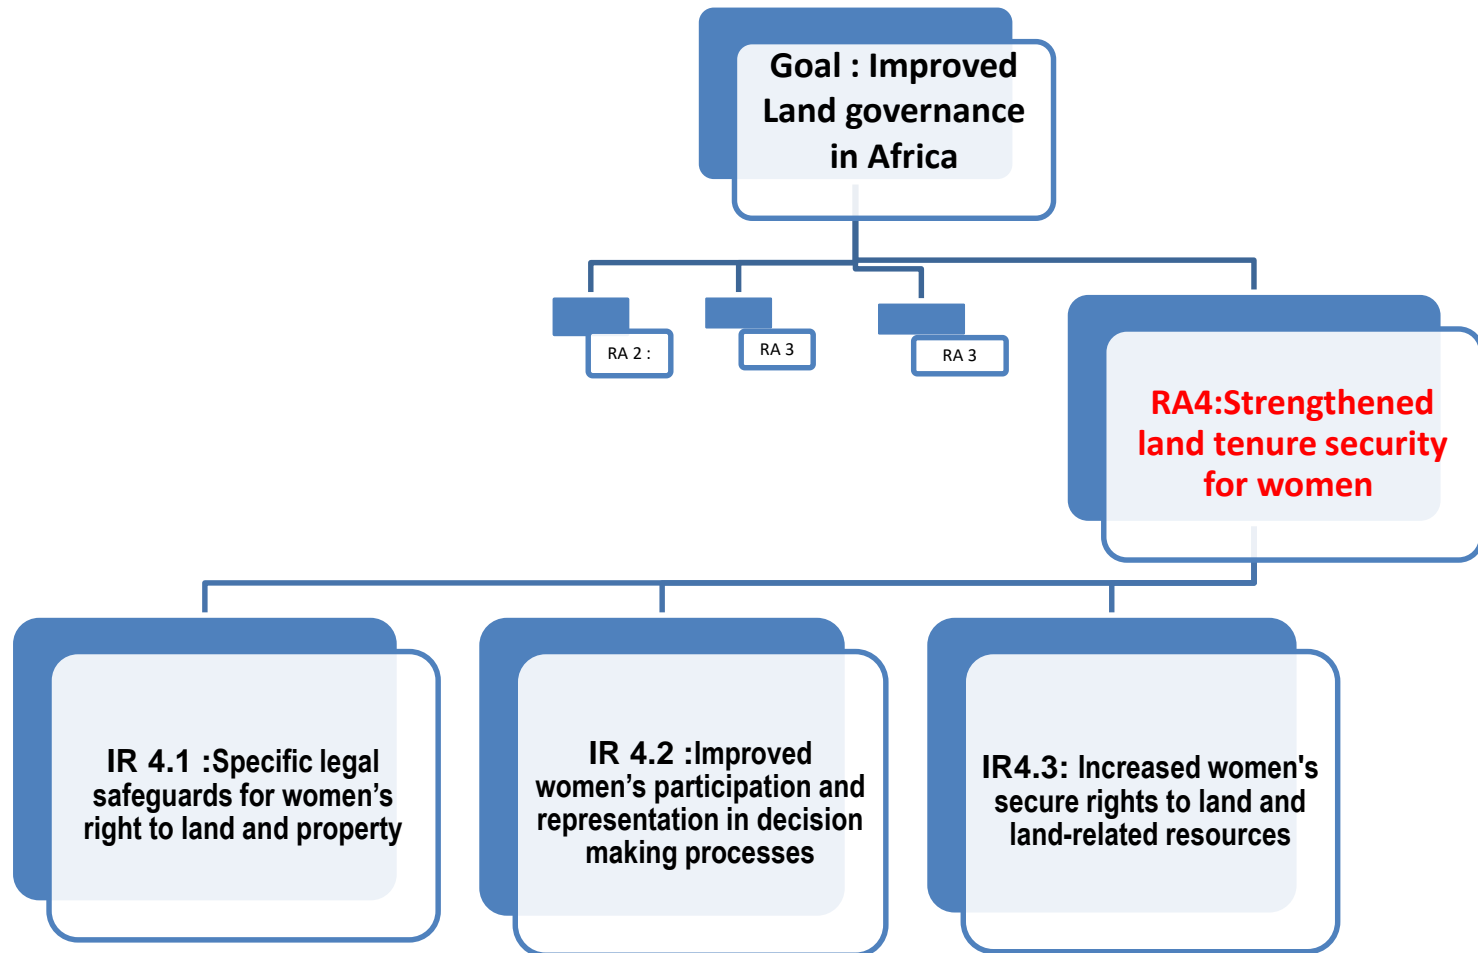 Goal : Improved
Land governance
in Africa
RA 2 :
RA 3
RA 3
RA4:Strengthened
land tenure security
for women
IR 4.1 :Specific legal
safeguards for women’s
right to land and property
IR 4.2 :Improved
women’s participation and
representation in decision
making processes
IR4.3: Increased women's
secure rights to land and
land-related resources